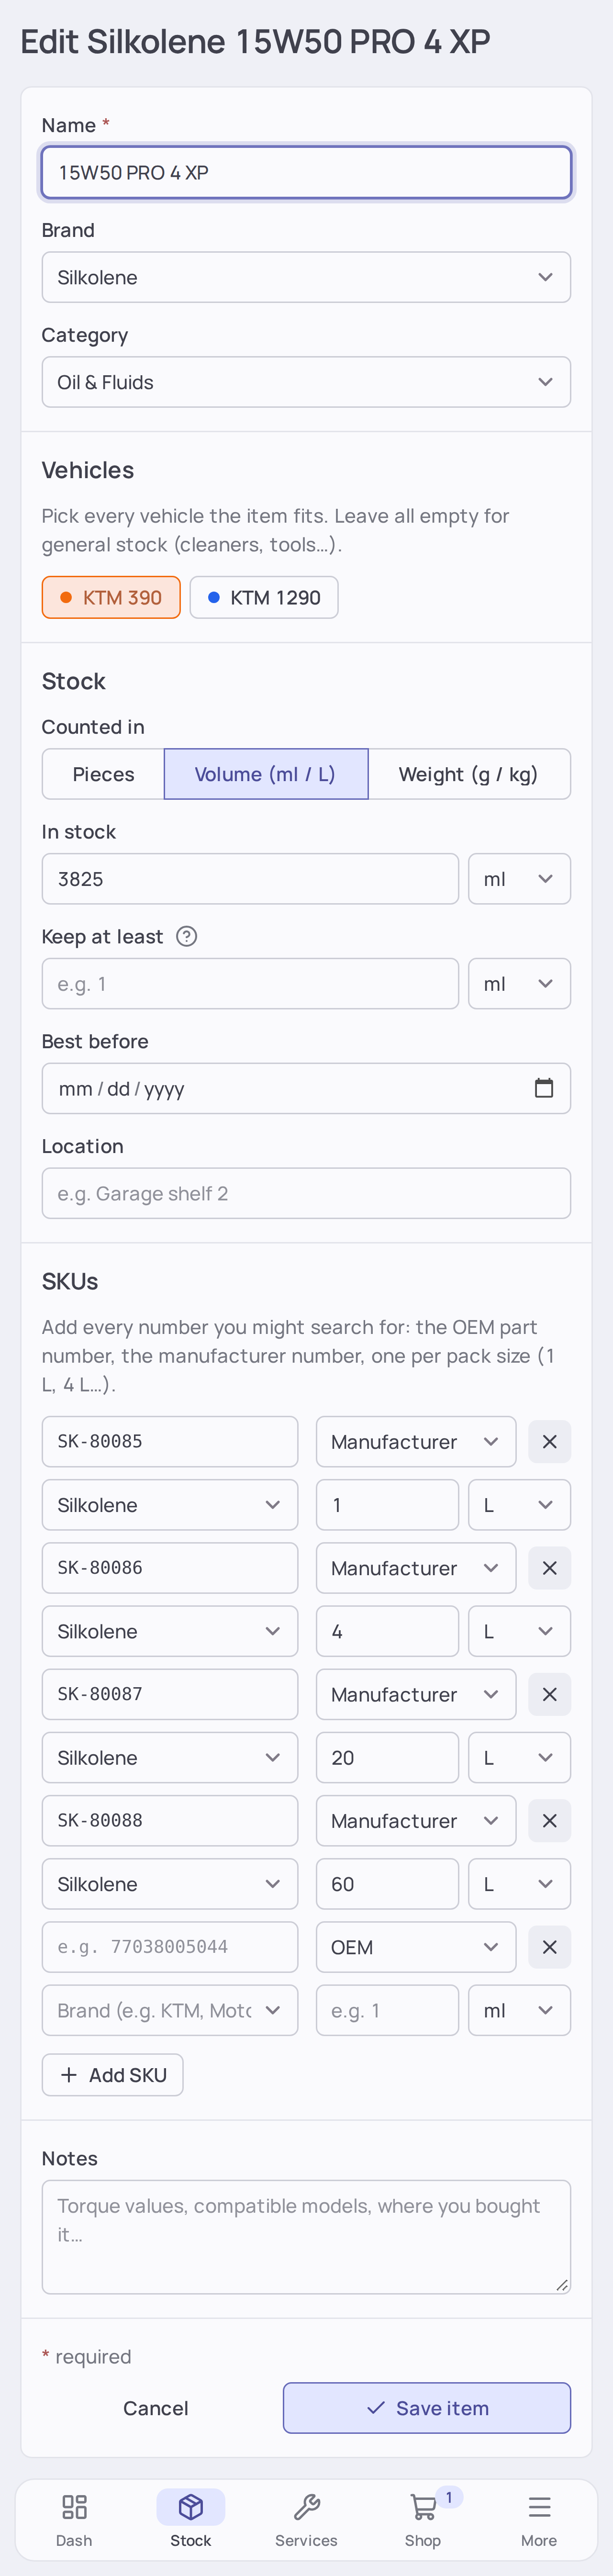 Edit Silkolene 15W50 PRO 4 XP
Name *
15W50 PRO 4 XP
Brand
Silkolene
Category
Oil & Fluids
Vehicles
Pick every vehicle the item fits. Leave all empty for
general stock (cleaners, tools…).
KTM 390 KTM 1290
Stock
Counted in
Pieces Volume (ml / L) Weight (g / kg)
In stock
3825 ml
Keep at least ?
e.g. 1 ml
Best before
mm / dd / yyyy
Location
e.g. Garage shelf 2
SKUs
Add every number you might search for: the OEM part
number, the manufacturer number, one per pack size (1
L, 4 L…).
SK-80085 Manufacturer
Silkolene 1 L
SK-80086 Manufacturer
Silkolene 4 L
SK-80087 Manufacturer
Silkolene 20 L
SK-80088 Manufacturer
Silkolene 60 L
e.g. 77038005044 OEM
Brand (e.g. KTM, Moto e.g. 1 ml
+ Add SKU
Notes
Torque values, compatible models, where you bought
it…
* required
Cancel Save item
1
Dash Stock Services Shop More